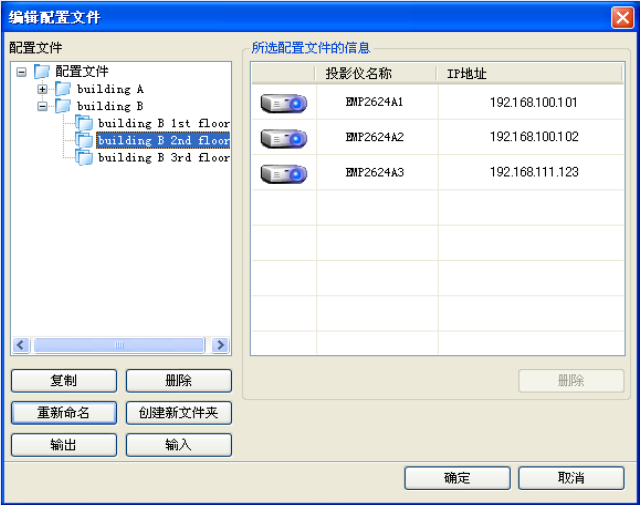 编辑配置文件
配置文件
所选配置文件的信息
配置文件
building A
building B
building B 1st floor
building B 2nd floor
building B 3rd floor
投影仪名称 IP地址
EMP2624A1 192.168.100.101
EMP2624A2 192.168.100.102
EMP2624A3 192.168.111.123
复制 删除
删除
重新命名 创建新文件夹
输出 输入
确定 取消